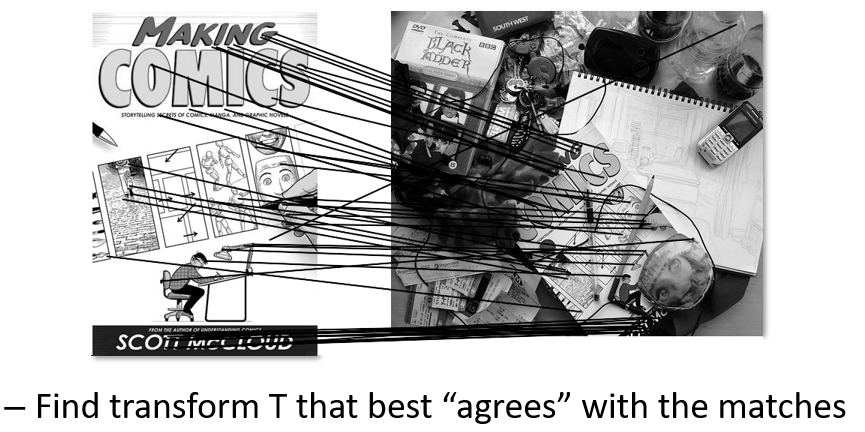 MAKING
COMICS
STORYTELLING SECRETS OF COMICS, MANGA, AND GRAPHIC NOVELS
FROM THE AUTHOR OF UNDERSTANDING COMICS
SCOTT McCLOUD
SOUTH WEST
DVD
THE COMPLETE
BLACK
ADDER
BBC
COMICS
– Find transform T that best “agrees” with the matches